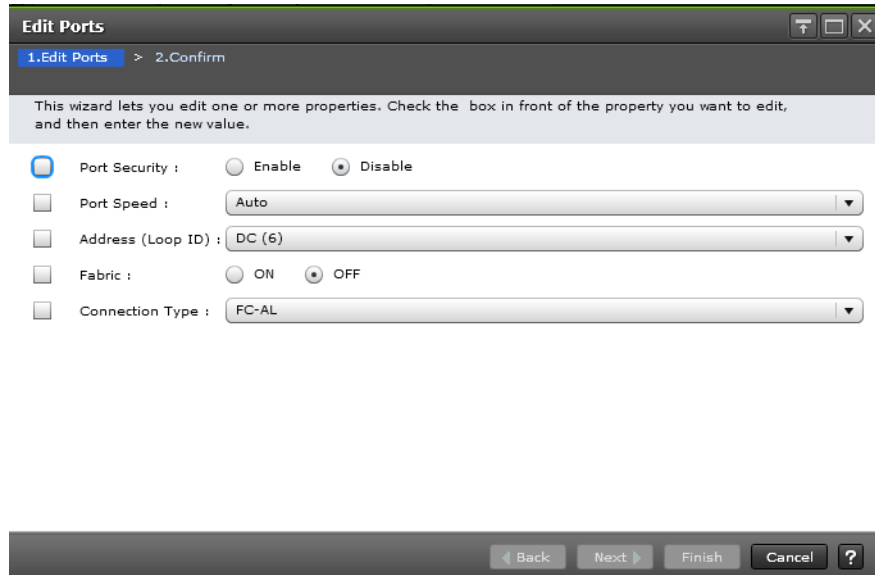 Edit Ports
1.Edit Ports > 2.Confirm
This wizard lets you edit one or more properties. Check the box in front of the property you want to edit,
and then enter the new value.
Port Security : Enable Disable
Port Speed : Auto
Address (Loop ID) : DC (6)
Fabric : ON OFF
Connection Type : FC-AL
Back Next Finish Cancel ?